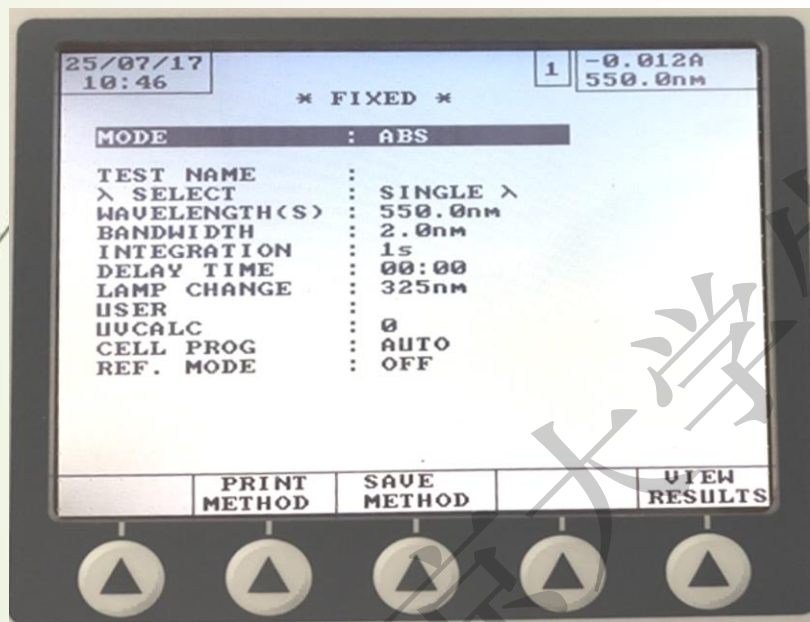 25/07/17
10:46
1
-0.012A
550.0nm
* FIXED *
MODE : ABS
TEST NAME :
λ SELECT : SINGLE λ
WAVELENGTH(S) : 550.0nm
BANDWIDTH : 2.0nm
INTEGRATION : 1s
DELAY TIME : 00:00
LAMP CHANGE : 325nm
USER :
UVCALC : 0
CELL PROG : AUTO
REF. MODE : OFF
PRINT METHOD
SAVE METHOD
VIEW RESULTS
大学